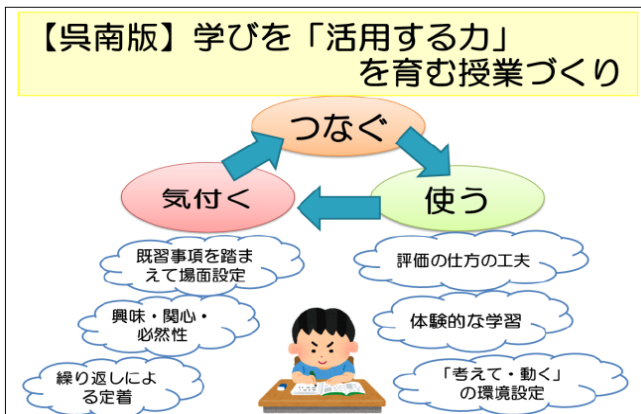 【呉南版】学びを「活用する力」
を育む授業づくり
つなぐ
気付く
使う
既習事項を踏ま
えて場面設定
評価の仕方の工夫
興味・関心・
必然性
体験的な学習
繰り返しによ
る定着
「考えて・動く」
の環境設定